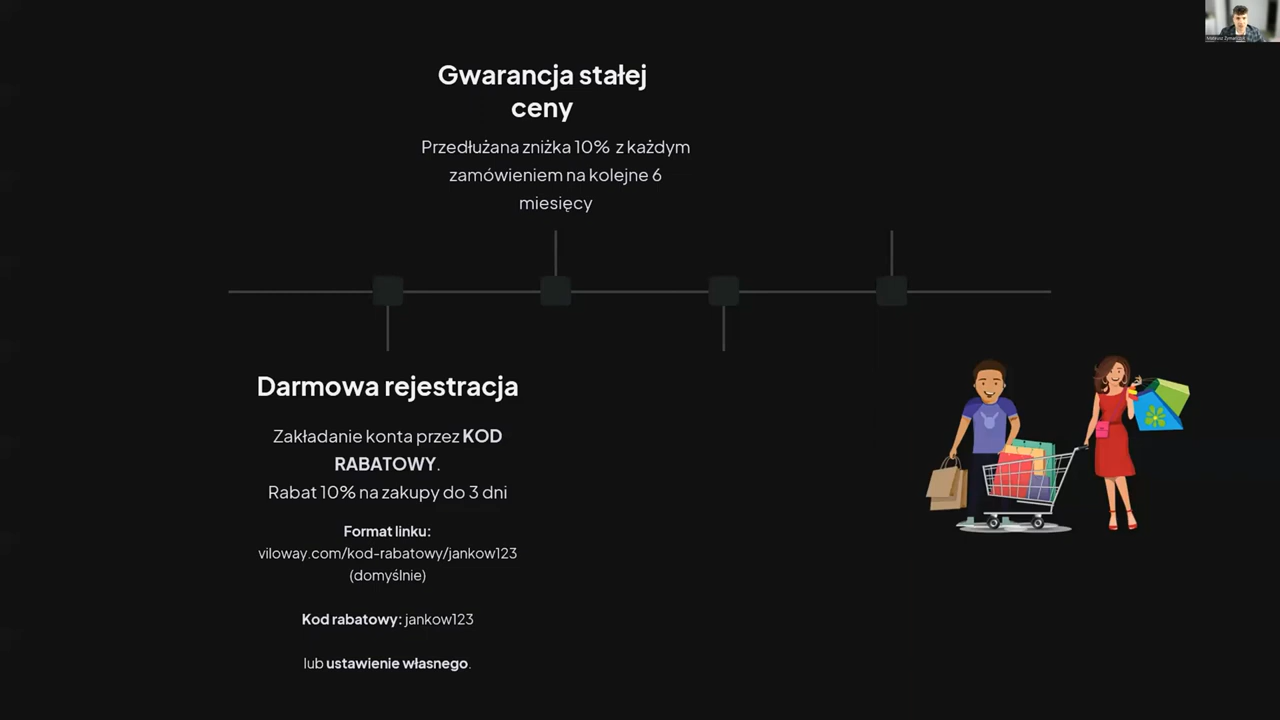 Gwarancja stałej
ceny
Przedłużana zniżka 10% z każdym
zamówieniem na kolejne 6
miesięcy
Darmowa rejestracja
Zakładanie konta przez KOD
RABATOWY.
Rabat 10% na zakupy do 3 dni
Format linku:
viloway.com/kod-rabatowy/jankow123
(domyślnie)
Kod rabatowy: jankow123
lub ustawienie własnego.